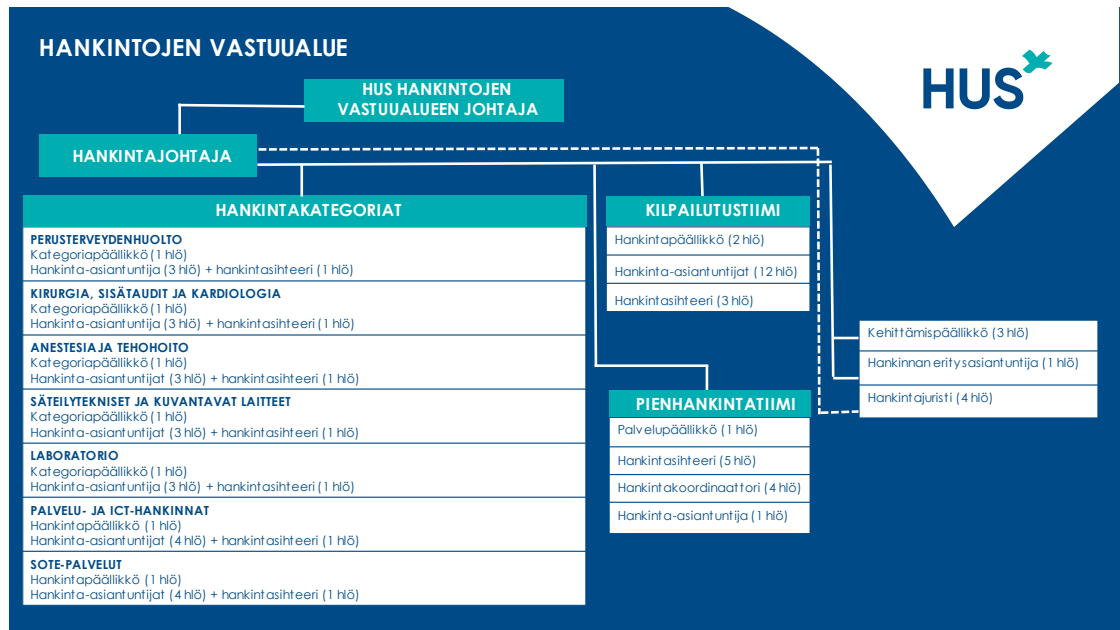 HANKINTOJEN VASTUUALUE
HUS
HUS HANKINTOJEN
VASTUUALUEEN JOHTAJA
HANKINTAJOHTAJA
HANKINTAKATEGORIAT
PERUSTERVEYDENHUOLTO
Kategoriapäällikkö (1 hlö)
Hankinta-asiantuntija (3 hlö) + hankintasihteeri (1 hlö)
KIRURGIA, SISÄTAUDIT JA KARDIOLOGIA
Kategoriapäällikkö (1 hlö)
Hankinta-asiantuntija (3 hlö) + hankintasihteeri (1 hlö)
ANESTESIA JA TEHOHOITO
Kategoriapäällikkö (1 hlö)
Hankinta-asiantuntijat (3 hlö) + hankintasihteeri (1 hlö)
SÄTEILYTEKNISET JA KUVANTAVAT LAITTEET
Kategoriapäällikkö (1 hlö)
Hankinta-asiantuntijat (3 hlö) + hankintasihteeri (1 hlö)
LABORATORIO
Kategoriapäällikkö (1 hlö)
Hankinta-asiantuntija (3 hlö) + hankintasihteeri (1 hlö)
PALVELU- JA ICT-HANKINNAT
Hankintapäällikkö (1 hlö)
Hankinta-asiantuntijat (4 hlö) + hankintasihteeri (1 hlö)
SOTE-PALVELUT
Hankintapäällikkö (1 hlö)
Hankinta-asiantuntijat (4 hlö) + hankintasihteeri (1 hlö)
KILPAILUTUSTIIMI
Hankintapäällikkö (2 hlö)
Hankinta-asiantuntijat (12 hlö)
Hankintasihteeri (3 hlö)
PIENHANKINTATIIMI
Palvelupäällikkö (1 hlö)
Hankintasihteeri (5 hlö)
Hankintakoordinaattori (4 hlö)
Hankinta-asiantuntija (1 hlö)
Kehittämispäällikkö (3 hlö)
Hankinnan eritysasiantuntija (1 hlö)
Hankintajuristi (4 hlö)